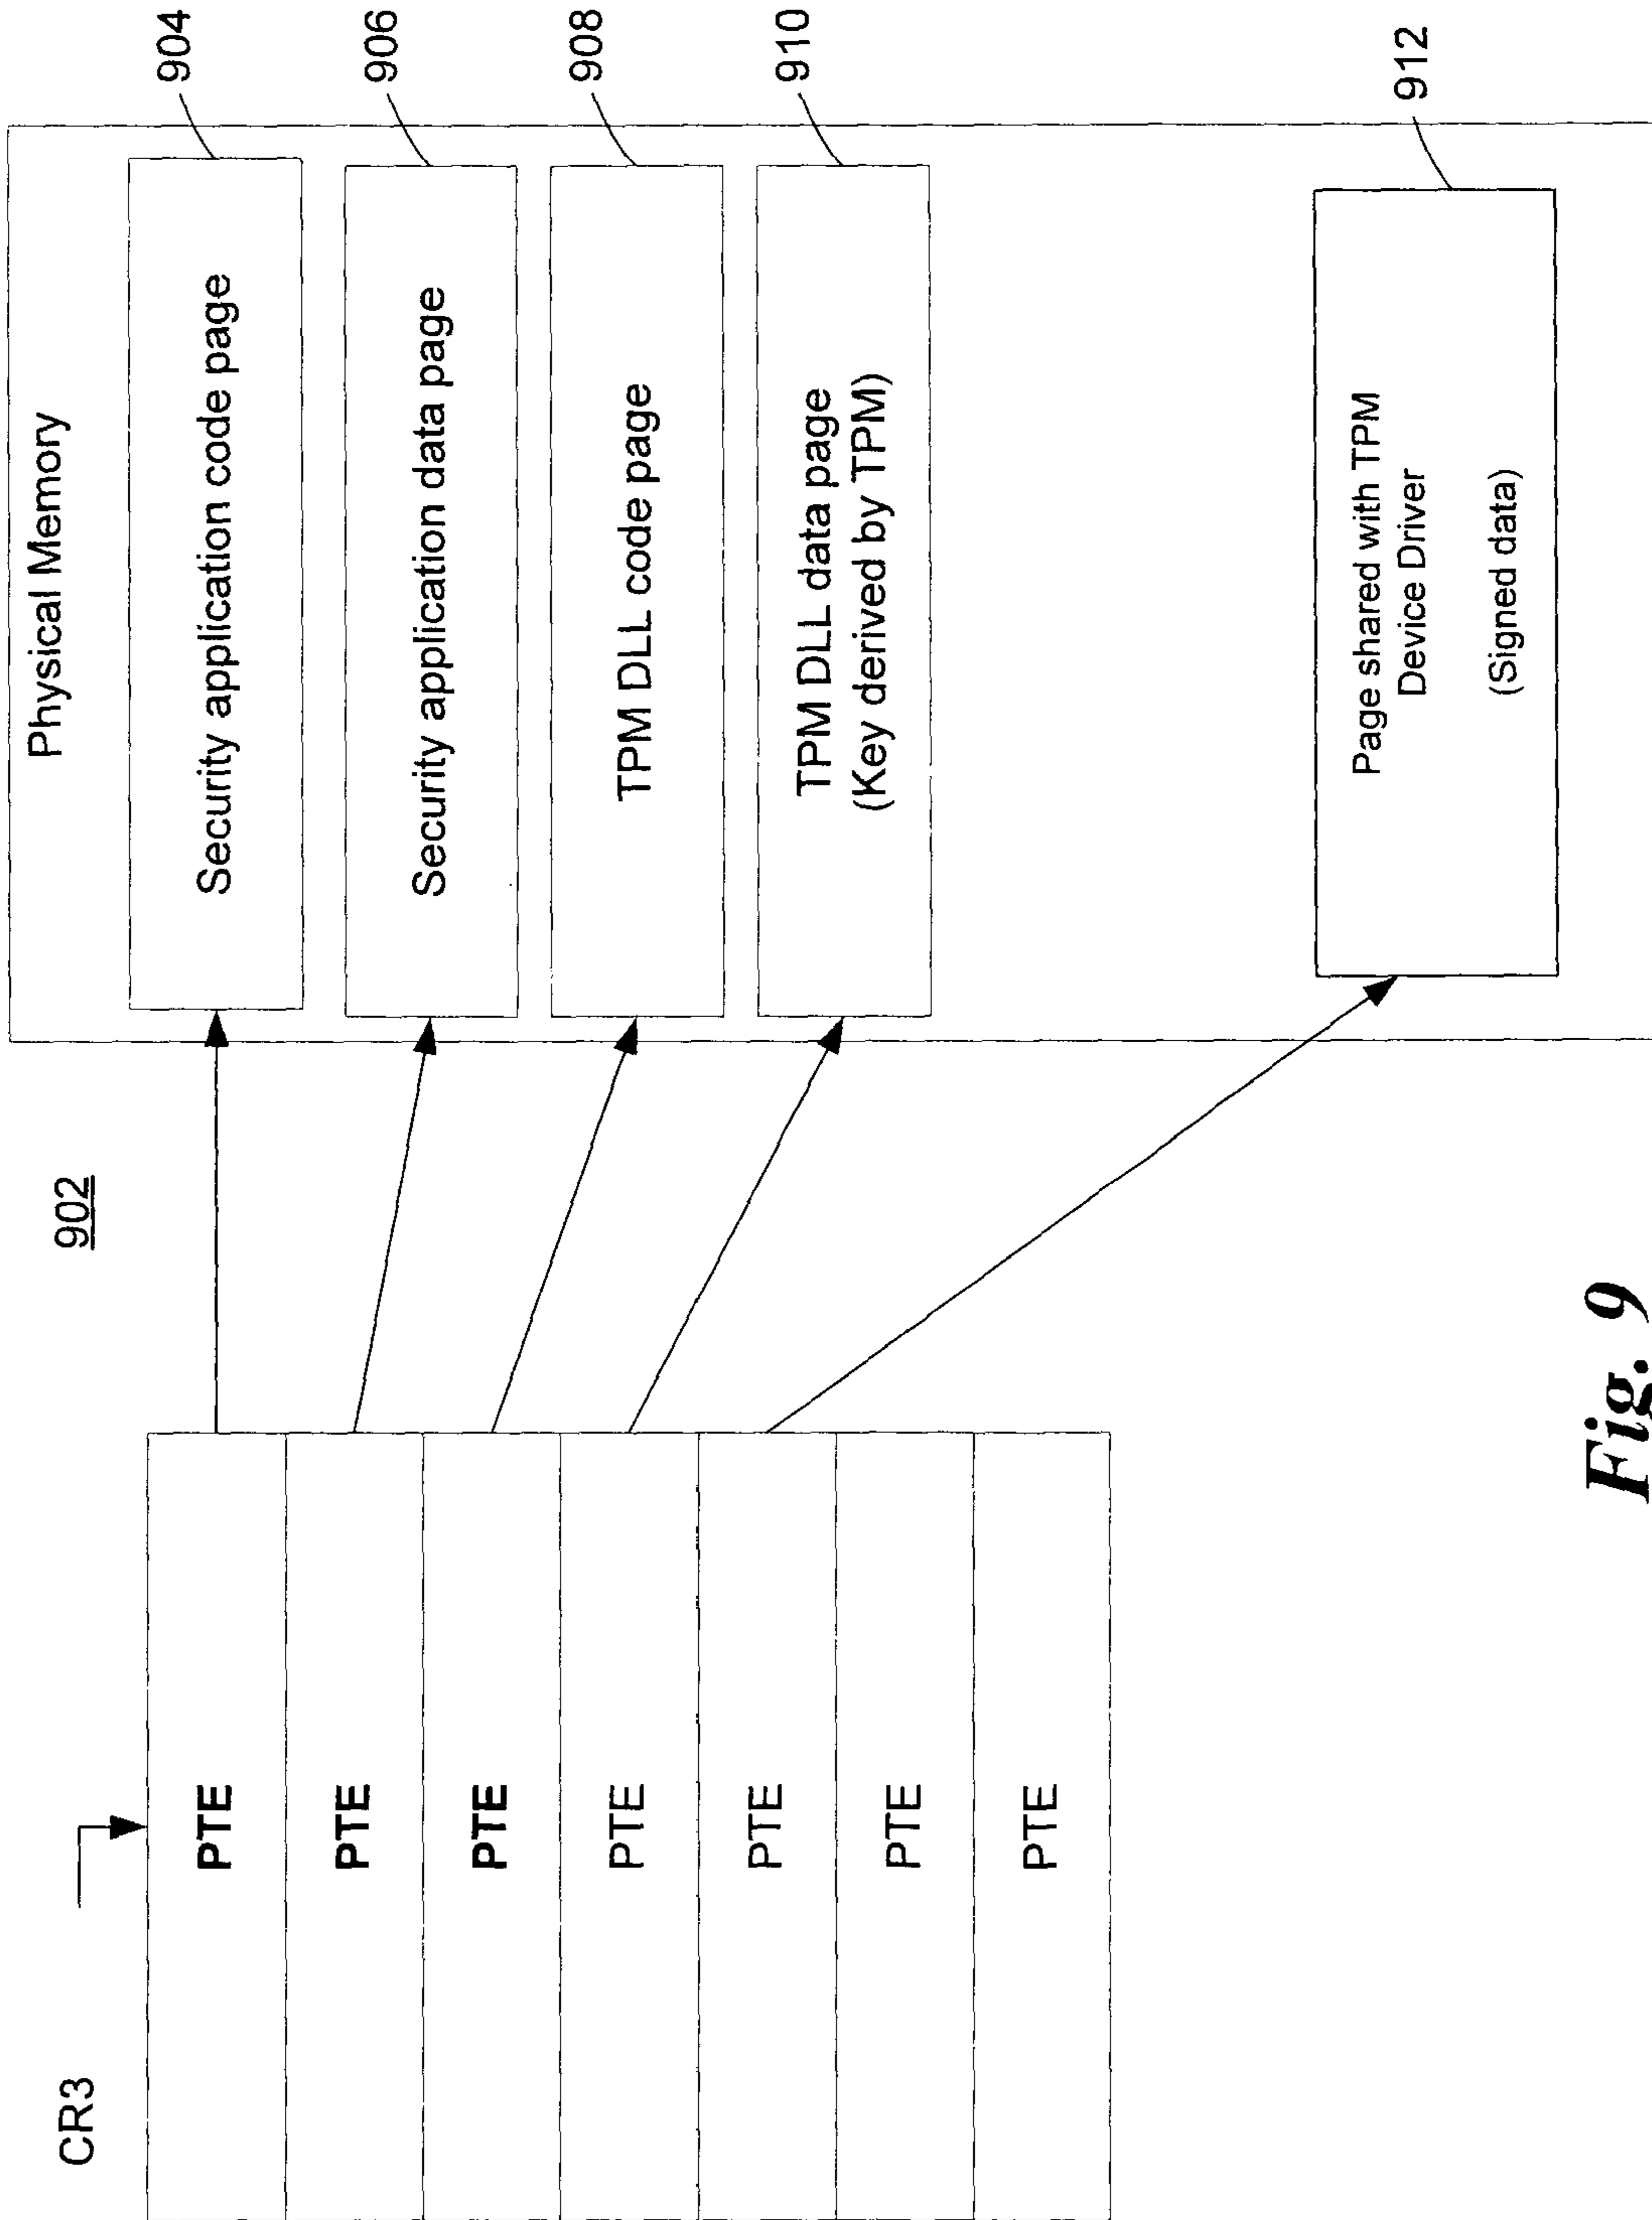 CR3
902
PTE
PTE
PTE
PTE
PTE
PTE
PTE
Physical Memory
Security application code page
904
Security application data page
906
TPM DLL code page
908
TPM DLL data page
(Key derived by TPM)
910
Page shared with TPM
Device Driver
(Signed data)
912
Fig. 9